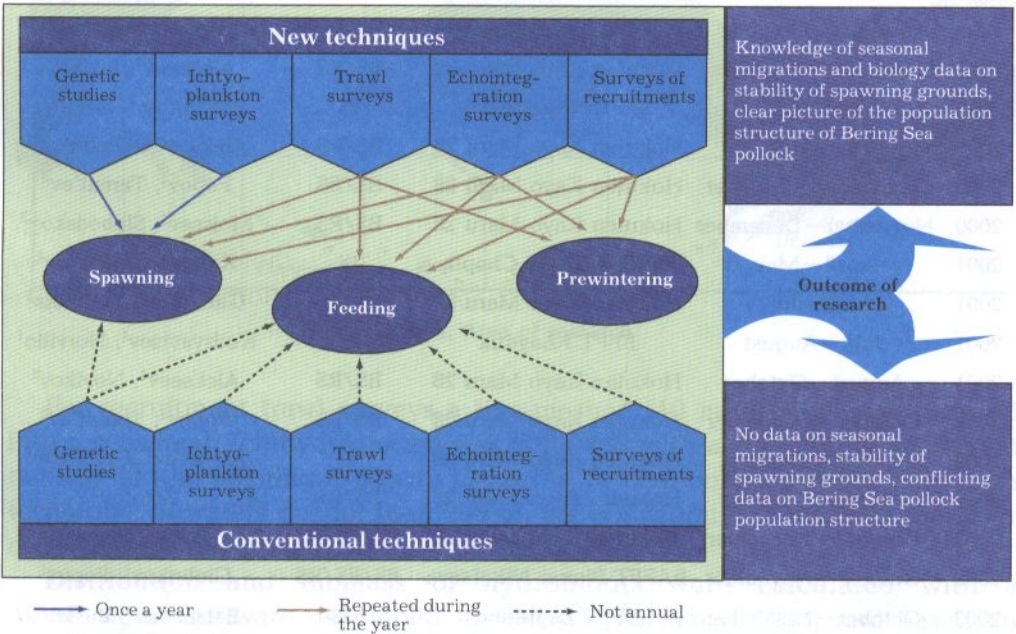 New techniques
Genetic
studies
Ichtyo-
plankton
surveys
Trawl
surveys
Echointeg-
ration
surveys
Surveys of
recruitments
Knowledge of seasonal
migrations and biology data on
stability of spawning grounds,
clear picture of the population
structure of Bering Sea
pollock
Spawning
Feeding
Prewintering
Outcome of
research
Genetic
studies
Ichtyo-
plankton
surveys
Trawl
surveys
Echointeg-
ration
surveys
Surveys of
recruitments
Conventional techniques
No data on seasonal
migrations, stability of
spawning grounds, conflicting
data on Bering Sea pollock
population structure
Once a year
Repeated during
the yaer
Not annual